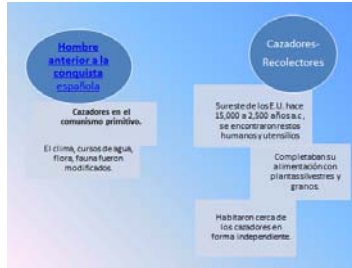 Hombre
anterior a la
conquista
española
Cazadores en el
comunismo primitivo.
El clima, cursos de agua,
flora, fauna fueron
modificados.
Cazadores-
Recolectores
Sureste de los E.U. hace
15,000 a 2,500 años a.c,
se encontraron restos
humanos y utensilios
Completaban su
alimentación con
plantas silvestres y
granos.
Habitaron cerca de
los cazadores en
forma independiente.